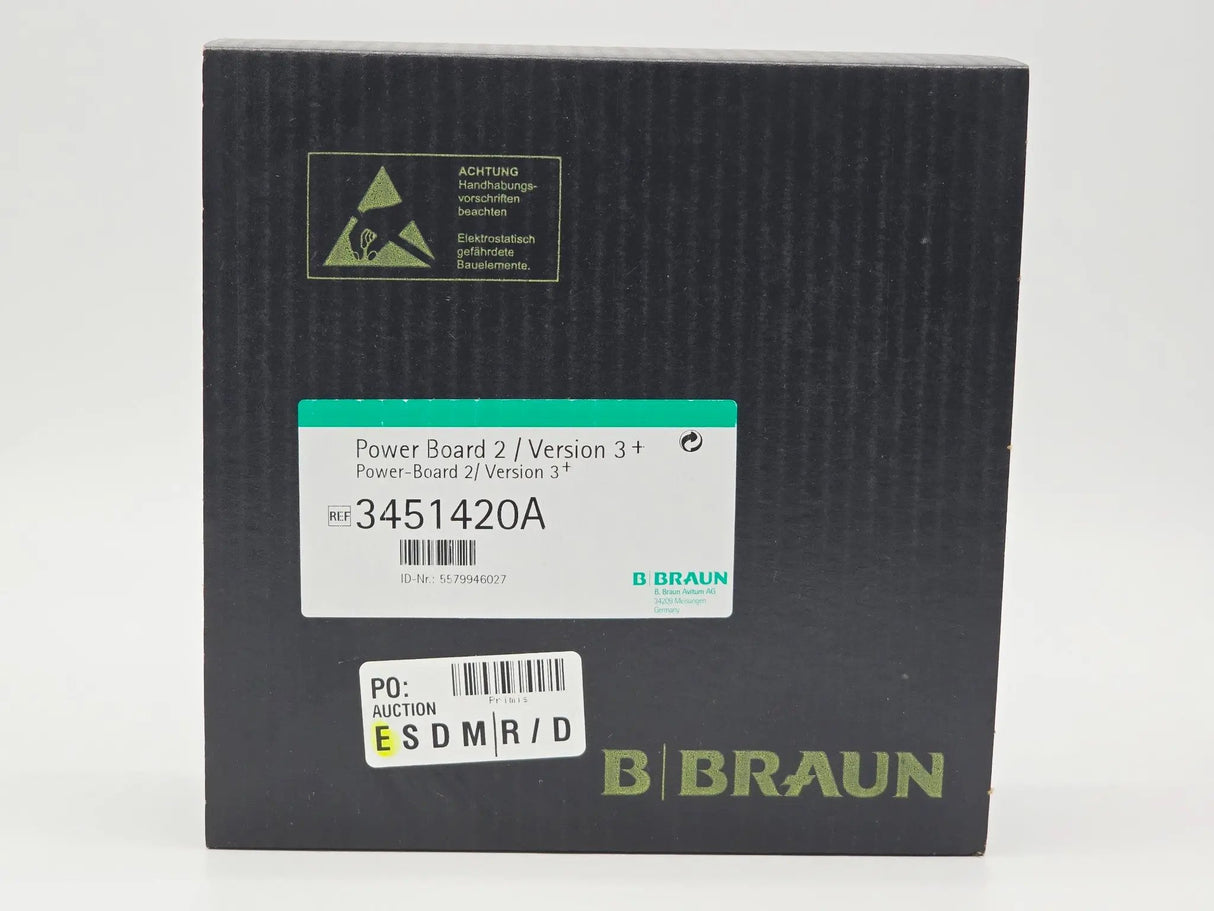 ACHTUNG
Handhabungs-
vorschriften
beachten
Elektrostatisch
gefährdete
Bauelemente.
Power Board 2 / Version 3+
Power-Board 2/ Version 3+
REF 3451420A
ID-Nr.: 5579946027
B|BRAUN
B. Braun Avitum AG
34209 Melsungen
Germany
PO:
AUCTION
Primis
E S D M|R / D
B|BRAUN